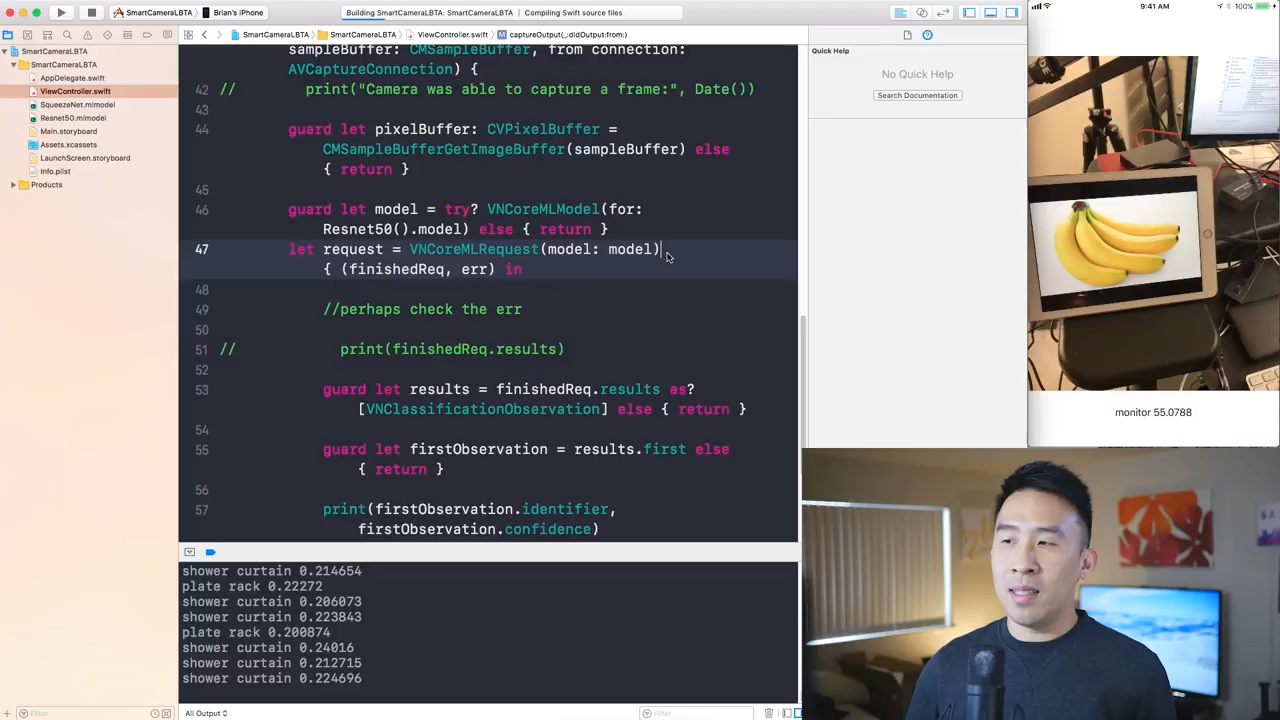 SmartCameraLBTA
Brian's iPhone
Building SmartCameraLBTA: SmartCameraLBTA | Compiling Swift source files
9:41 AM
100%
SmartCameraLBTA
SmartCameraLBTA
AppDelegate.swift
ViewController.swift
SqueezeNet.mlmodel
Resnet50.mlmodel
Main.storyboard
Assets.xcassets
LaunchScreen.storyboard
Info.plist
Products
SmartCameraLBTA
SmartCameraLBTA
ViewController.swift
captureOutput(_:didOutput:from:)
sampleBuffer: CMSampleBuffer, from connection:
AVCaptureConnection) {
42 // print("Camera was able to capture a frame:", Date())
43
44 guard let pixelBuffer: CVPixelBuffer =
CMSampleBufferGetImageBuffer(sampleBuffer) else
{ return }
45
46 guard let model = try? VNCoreMLModel(for:
Resnet50().model) else { return }
47 let request = VNCoreMLRequest(model: model)
{ (finishedReq, err) in
48
49 //perhaps check the err
50
51 // print(finishedReq.results)
52
53 guard let results = finishedReq.results as?
[VNClassificationObservation] else { return }
54
55 guard let firstObservation = results.first else
{ return }
56
57 print(firstObservation.identifier,
firstObservation.confidence)
shower curtain 0.214654
plate rack 0.22272
shower curtain 0.206073
shower curtain 0.223843
plate rack 0.200874
shower curtain 0.24016
shower curtain 0.212715
shower curtain 0.224696
Filter
All Output
Filter
Quick Help
No Quick Help
Search Documentation
monitor 55.0788